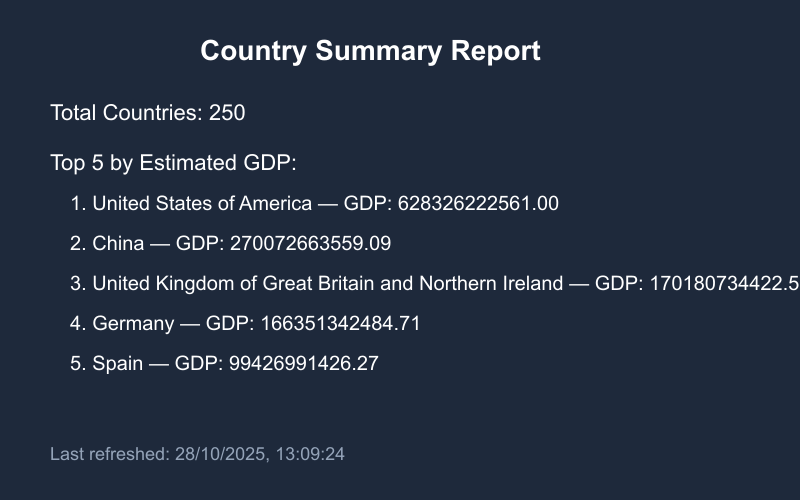 Country Summary Report
Total Countries: 250
Top 5 by Estimated GDP:
1. United States of America — GDP: 628326222561.00
2. China — GDP: 270072663559.09
3. United Kingdom of Great Britain and Northern Ireland — GDP: 170180734422.5
4. Germany — GDP: 166351342484.71
5. Spain — GDP: 99426991426.27
Last refreshed: 28/10/2025, 13:09:24